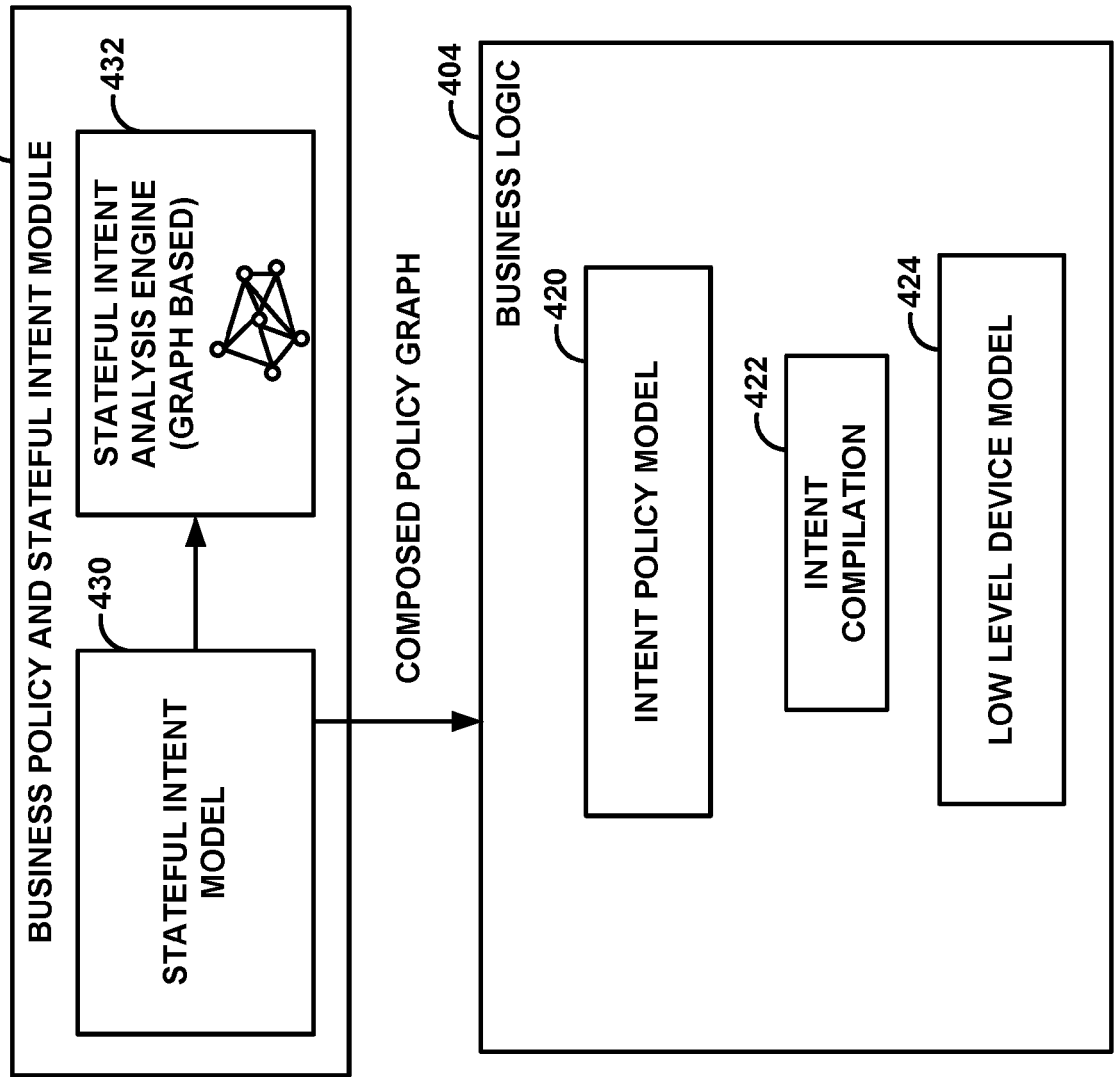 BUSINESS POLICY AND STATEFUL INTENT MODULE
430
STATEFUL INTENT
MODEL
432
STATEFUL INTENT
ANALYSIS ENGINE
(GRAPH BASED)
COMPOSED POLICY GRAPH
404
BUSINESS LOGIC
420
INTENT POLICY MODEL
422
INTENT
COMPILATION
424
LOW LEVEL DEVICE MODEL